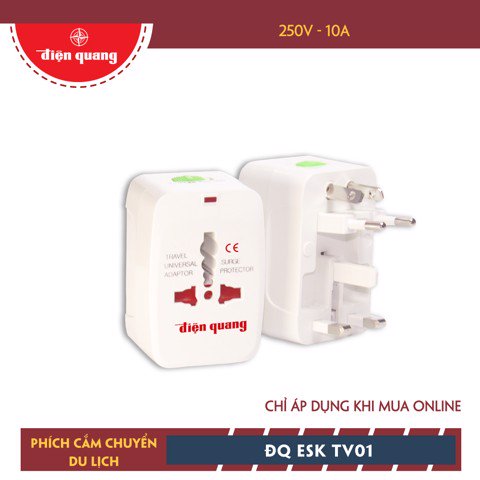 250V - 10A
điện quang
TRAVEL
UNIVERSAL
ADAPTOR
CE
SURGE
PROTECTOR
điện quang
CHỈ ÁP DỤNG KHI MUA ONLINE
PHÍCH CẮM CHUYỂN
DU LỊCH
ĐQ ESK TV01